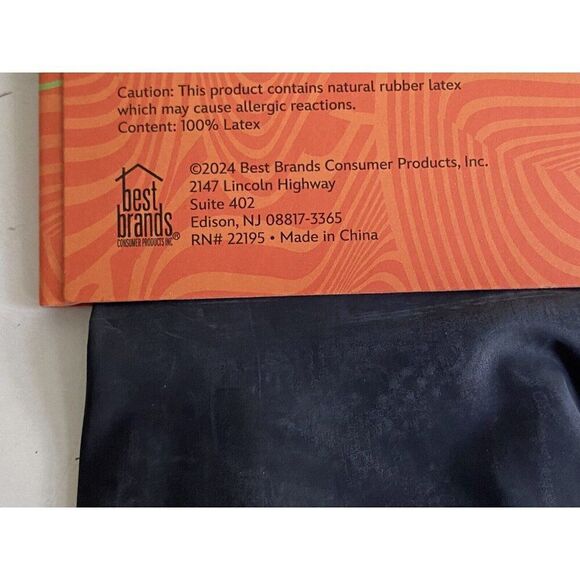 Caution: This product contains natural rubber latex
which may cause allergic reactions.
Content: 100% Latex
best
brands®
CONSUMER PRODUCTS INC
©2024 Best Brands Consumer Products, Inc.
2147 Lincoln Highway
Suite 402
Edison, NJ 08817-3365
RN# 22195 • Made in China